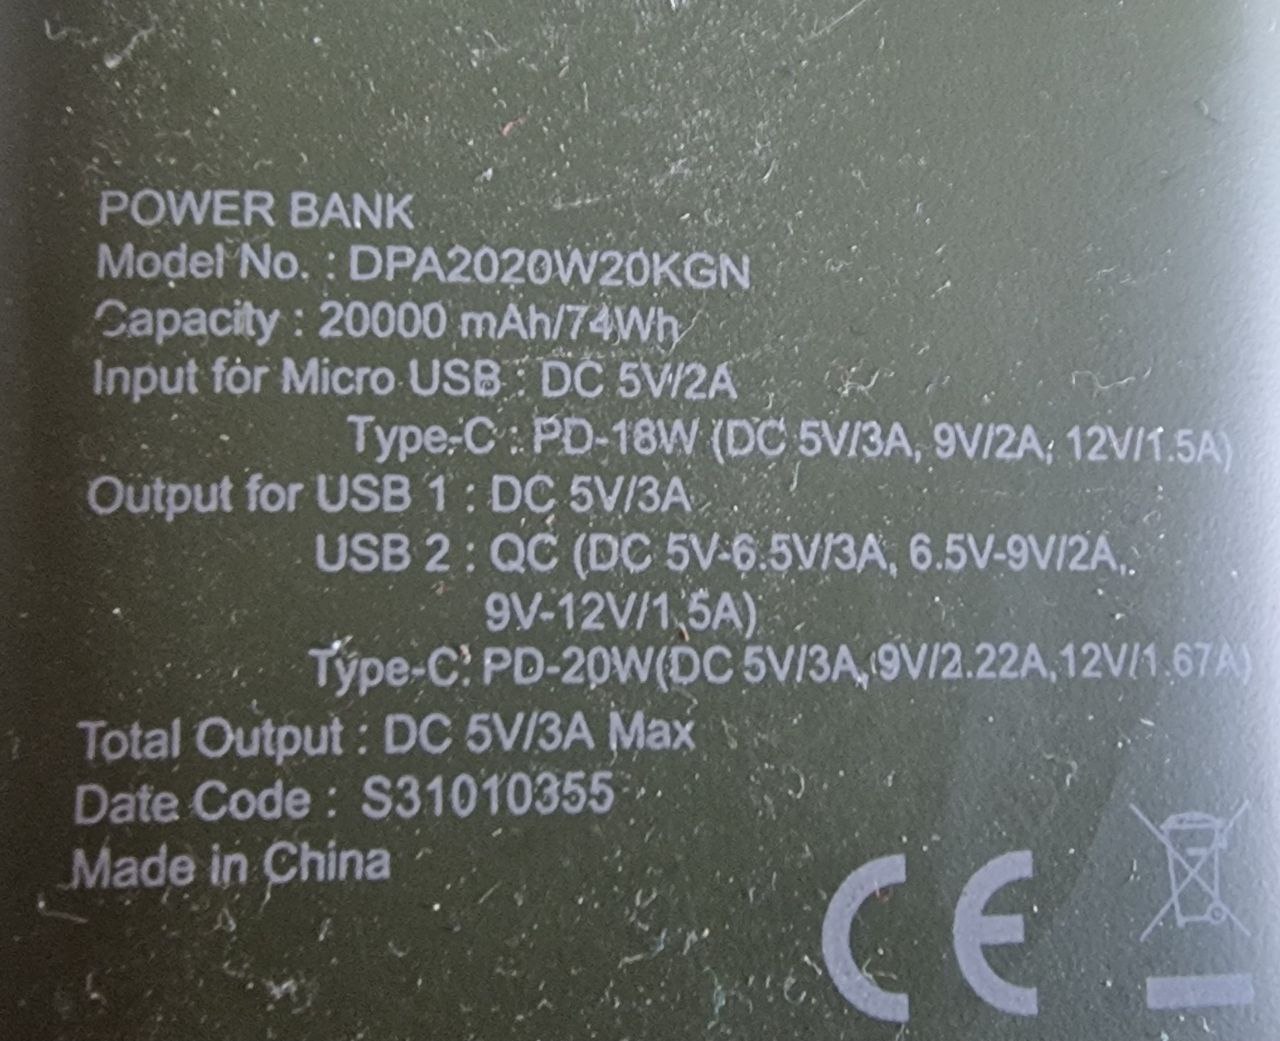 POWER BANK
Model No. : DPA2020W20KGN
Capacity : 20000 mAh/74Wh
Input for Micro USB : DC 5V/2A
Type-C : PD-18W (DC 5V/3A, 9V/2A, 12V/1.5A)
Output for USB 1 : DC 5V/3A
USB 2 : QC (DC 5V-6.5V/3A, 6.5V-9V/2A,
9V-12V/1.5A)
Type-C: PD-20W(DC 5V/3A, 9V/2.22A,12V/1.67A)
Total Output : DC 5V/3A Max
Date Code : S31010355
Made in China
CE